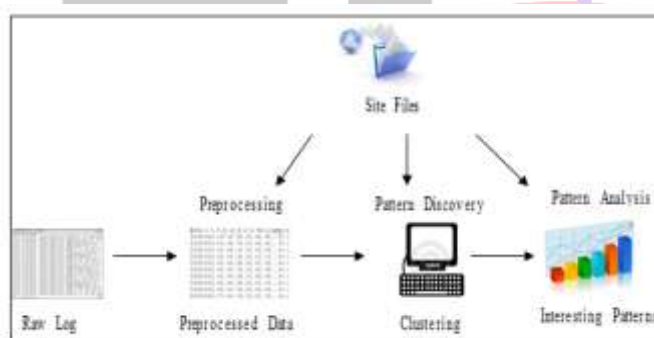 Site Files
Preprocessing
Pattern Discovery
Pattern Analysis
Raw Log
Preprocessed Data
Clustering
Interesting Patterns